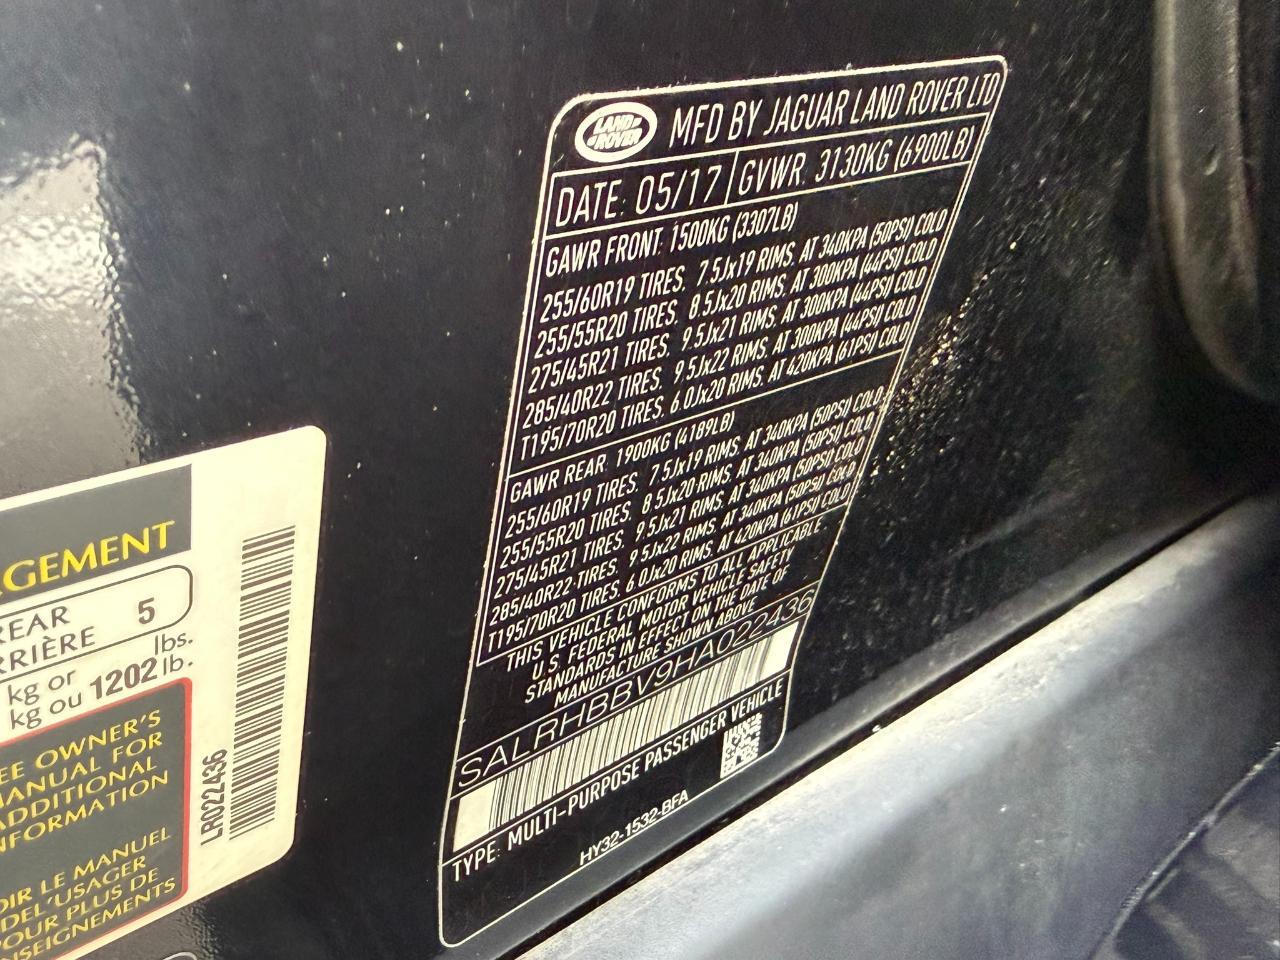 LAND ROVER
MFD BY JAGUAR LAND ROVER LTD
DATE: 05/17 GVWR. 3130KG (6900LB)
GAWR FRONT: 1500KG (3307LB)
255/60R19 TIRES. 7.5Jx19 RIMS. AT 340KPA (50PSI) COLD
255/55R20 TIRES. 8.5Jx20 RIMS. AT 300KPA (44PSI) COLD
275/45R21 TIRES. 9.5Jx21 RIMS. AT 300KPA (44PSI) COLD
285/40R22 TIRES. 9.5Jx22 RIMS. AT 300KPA (44PSI) COLD
T195/70R20 TIRES. 6.0Jx20 RIMS. AT 420KPA (61PSI) COLD
GAWR REAR: 1900KG (4189LB)
255/60R19 TIRES. 7.5Jx19 RIMS. AT 340KPA (50PSI) COLD
255/55R20 TIRES. 8.5Jx20 RIMS. AT 340KPA (50PSI) COLD
275/45R21 TIRES. 9.5Jx21 RIMS. AT 340KPA (50PSI) COLD
285/40R22 TIRES. 9.5Jx22 RIMS. AT 340KPA (50PSI) COLD
T195/70R20 TIRES. 6.0Jx20 RIMS. AT 420KPA (61PSI) COLD
THIS VEHICLE CONFORMS TO ALL APPLICABLE
U.S. FEDERAL MOTOR VEHICLE SAFETY
STANDARDS IN EFFECT ON THE DATE OF
MANUFACTURE SHOWN ABOVE
SALRHBBV9HA022436
TYPE: MULTI-PURPOSE PASSENGER VEHICLE
HY32-1532-BFA
GEMENT
REAR 5
RRIÈRE
kg or lbs.
kg ou 1202 lb.
EE OWNER'S
MANUAL FOR
ADDITIONAL
NFORMATION
OIR LE MANUEL
DEL'USAGER
POUR PLUS DE
NSEIGNEMENTS
LR022436